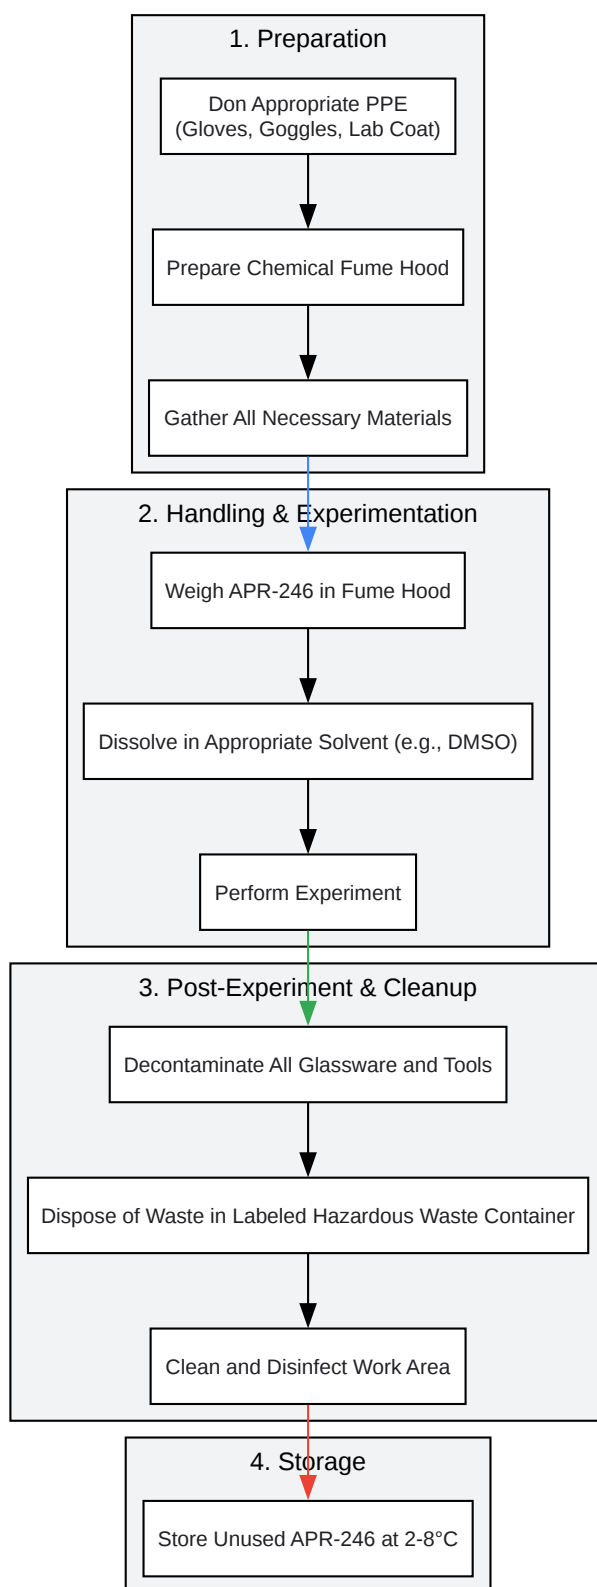 1. Preparation
Don Appropriate PPE
(Gloves, Goggles, Lab Coat)
Prepare Chemical Fume Hood
Gather All Necessary Materials
2. Handling & Experimentation
Weigh APR-246 in Fume Hood
Dissolve in Appropriate Solvent (e.g., DMSO)
Perform Experiment
3. Post-Experiment & Cleanup
Decontaminate All Glassware and Tools
Dispose of Waste in Labeled Hazardous Waste Container
Clean and Disinfect Work Area
4. Storage
Store Unused APR-246 at 2-8°C